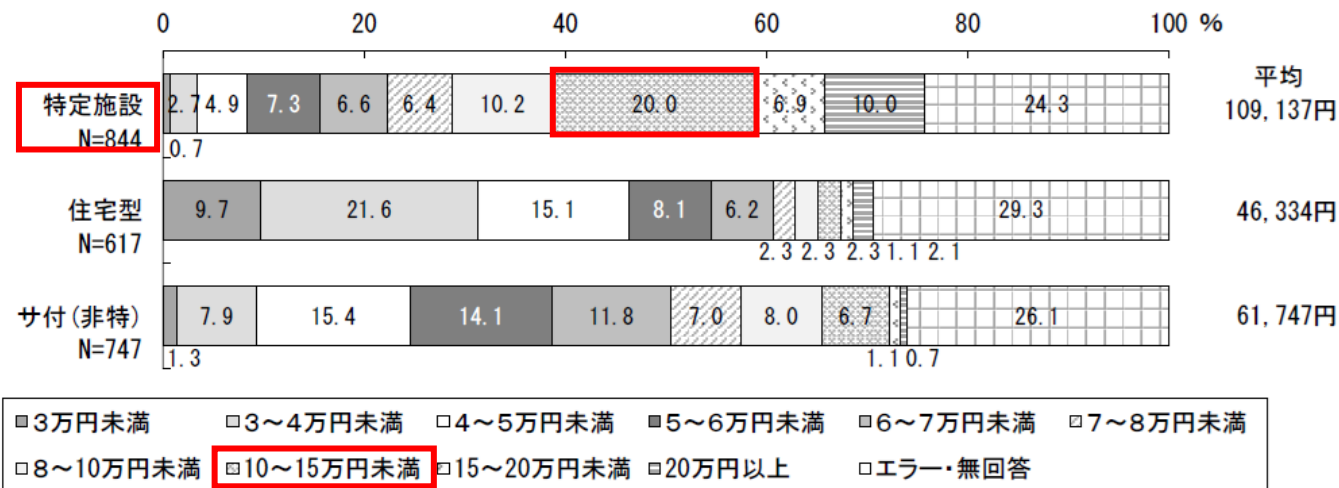 0 20 40 60 80 100 %
平均
特定施設 2.7 4.9 7.3 6.6 6.4 10.2 20.0 6.9 10.0 24.3 109,137円
N=844 0.7
住宅型 9.7 21.6 15.1 8.1 6.2 29.3 46,334円
N=617 2.3 2.3 2.3 1.1 2.1
サ付(非特) 7.9 15.4 14.1 11.8 7.0 8.0 6.7 26.1 61,747円
N=747 1.3 1.1 0.7
3万円未満 3～4万円未満 4～5万円未満 5～6万円未満 6～7万円未満 7～8万円未満
8～10万円未満 10～15万円未満 15～20万円未満 20万円以上 エラー・無回答